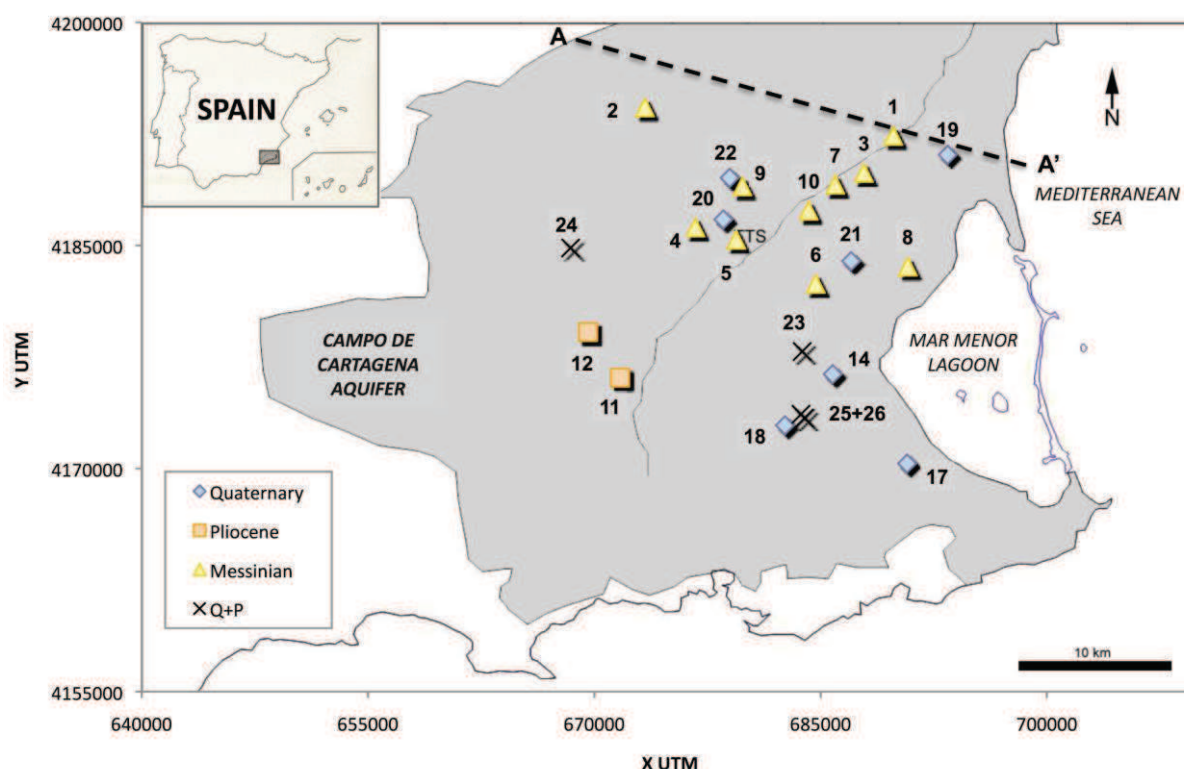 4200000
4185000
4170000
4155000
Y UTM
640000
655000
670000
685000
700000
X UTM
SPAIN
A
A'
N
MEDITERRANEAN
SEA
MAR MENOR
LAGOON
CAMPO DE
CARTAGENA
AQUIFER
1
2
3
7
19
22
9
10
20
24
4
TTS
5
21
6
8
23
12
11
14
25+26
18
17
Quaternary
Pliocene
Messinian
Q+P
10 km